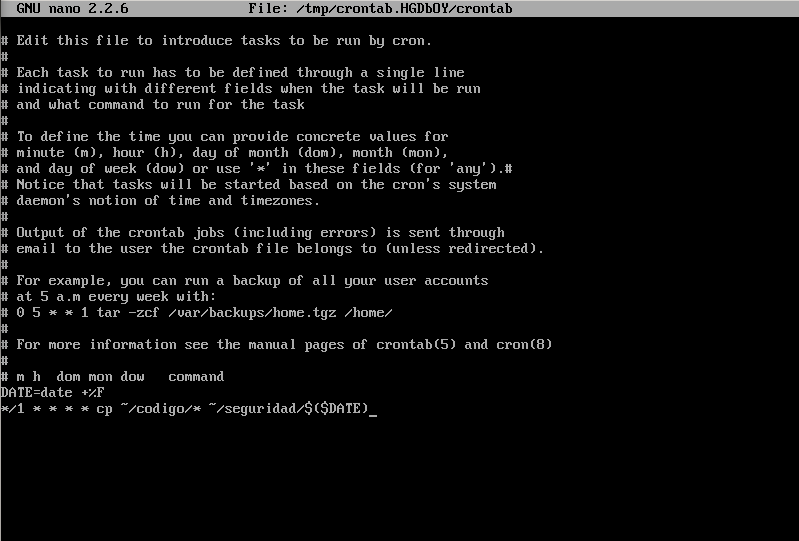 GNU nano 2.2.6 File: /tmp/crontab.HGDbOY/crontab
# Edit this file to introduce tasks to be run by cron.
#
# Each task to run has to be defined through a single line
# indicating with different fields when the task will be run
# and what command to run for the task
#
# To define the time you can provide concrete values for
# minute (m), hour (h), day of month (dom), month (mon),
# and day of week (dow) or use '*' in these fields (for 'any').#
# Notice that tasks will be started based on the cron's system
# daemon's notion of time and timezones.
#
# Output of the crontab jobs (including errors) is sent through
# email to the user the crontab file belongs to (unless redirected).
#
# For example, you can run a backup of all your user accounts
# at 5 a.m every week with:
# 0 5 * * 1 tar -zcf /var/backups/home.tgz /home/
#
# For more information see the manual pages of crontab(5) and cron(8)
#
# m h  dom mon dow   command
DATE=date +%F
*/1 * * * * cp ~/codigo/* ~/seguridad/$($DATE)_